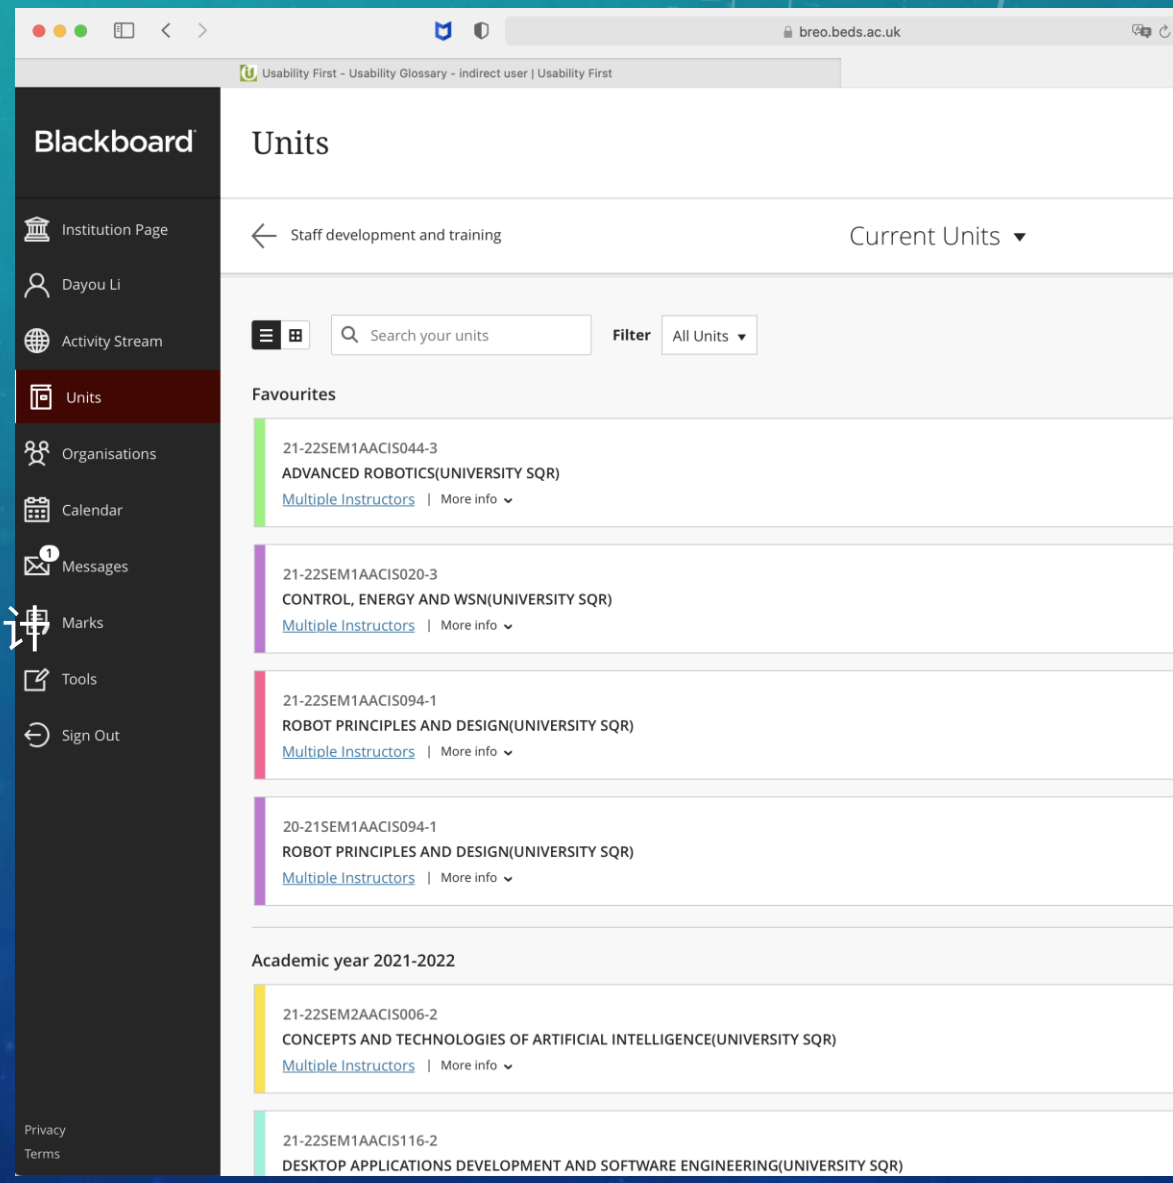 breo.beds.ac.uk
Usability First - Usability Glossary - indirect user | Usability First
Blackboard
Units
Institution Page
Staff development and training
Current Units
Dayou Li
Activity Stream
Search your units
Filter
All Units
Units
Favourites
Organisations
21-22SEM1AACIS044-3
ADVANCED ROBOTICS(UNIVERSITY SQR)
Multiple Instructors | More info
Calendar
1
Messages
21-22SEM1AACIS020-3
CONTROL, ENERGY AND WSN(UNIVERSITY SQR)
Multiple Instructors | More info
计
Marks
Tools
21-22SEM1AACIS094-1
ROBOT PRINCIPLES AND DESIGN(UNIVERSITY SQR)
Multiple Instructors | More info
Sign Out
20-21SEM1AACIS094-1
ROBOT PRINCIPLES AND DESIGN(UNIVERSITY SQR)
Multiple Instructors | More info
Academic year 2021-2022
21-22SEM2AACIS006-2
CONCEPTS AND TECHNOLOGIES OF ARTIFICIAL INTELLIGENCE(UNIVERSITY SQR)
Multiple Instructors | More info
Privacy
Terms
21-22SEM1AACIS116-2
DESKTOP APPLICATIONS DEVELOPMENT AND SOFTWARE ENGINEERING(UNIVERSITY SQR)